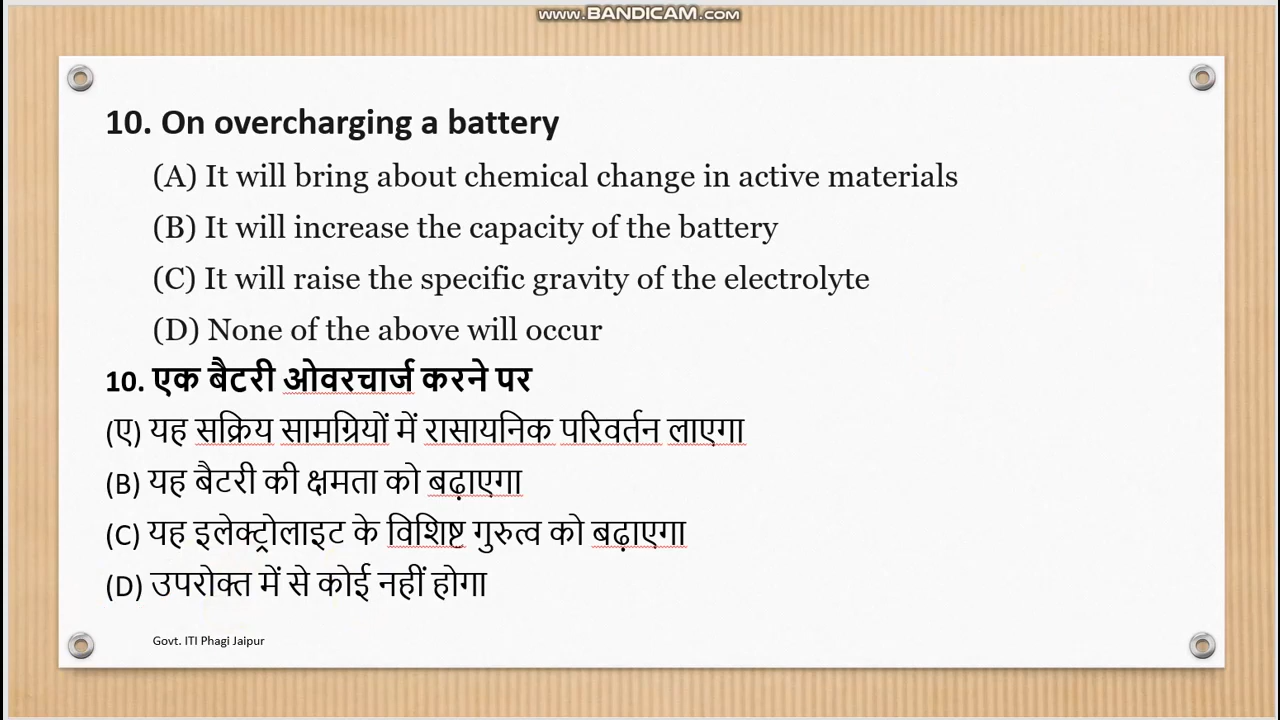 www.BANDICAM.com
10. On overcharging a battery
(A) It will bring about chemical change in active materials
(B) It will increase the capacity of the battery
(C) It will raise the specific gravity of the electrolyte
(D) None of the above will occur
10. एक बैटरी ओवरचार्ज करने पर
(ए) यह सक्रिय सामग्रियों में रासायनिक परिवर्तन लाएगा
(B) यह बैटरी की क्षमता को बढ़ाएगा
(C) यह इलेक्ट्रोलाइट के विशिष्ट गुरुत्व को बढ़ाएगा
(D) उपरोक्त में से कोई नहीं होगा
Govt. ITI Phagi Jaipur